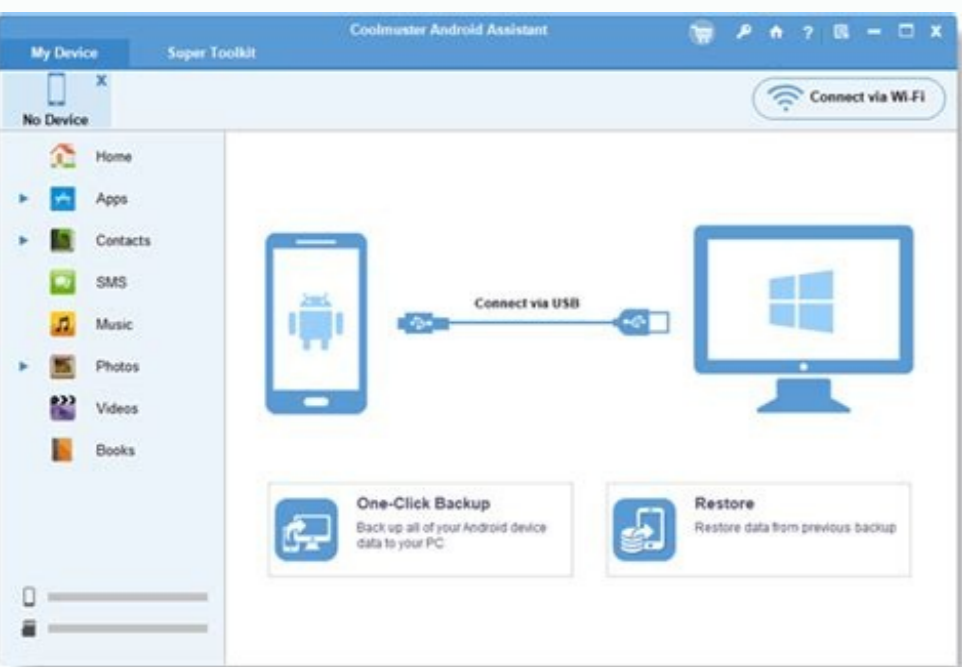 Coolmuster Android Assistant
?
My Device
Super Toolkit
X
No Device
Connect via Wi-Fi
Home
Apps
Contacts
SMS
Music
Photos
Videos
Books
Connect via USB
One-Click Backup
Back up all of your Android device
data to your PC
Restore
Restore data from previous backup